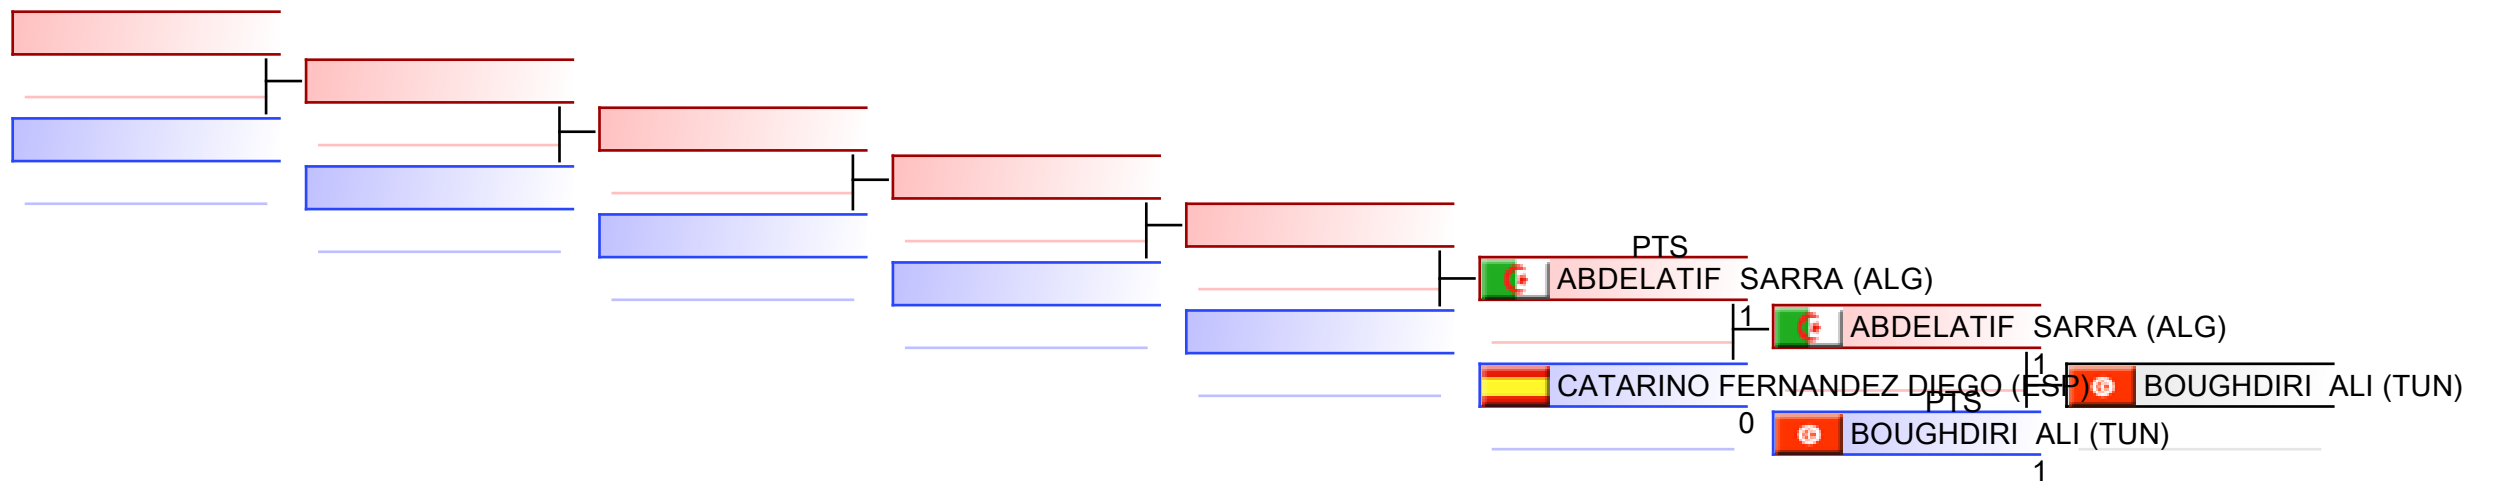 PTS
ABDELATIF SARRA (ALG)
1
ABDELATIF SARRA (ALG)
1
CATARINO FERNANDEZ DIEGO (ESP)
BOUGHDIRI ALI (TUN)
PTS
0
BOUGHDIRI ALI (TUN)
1